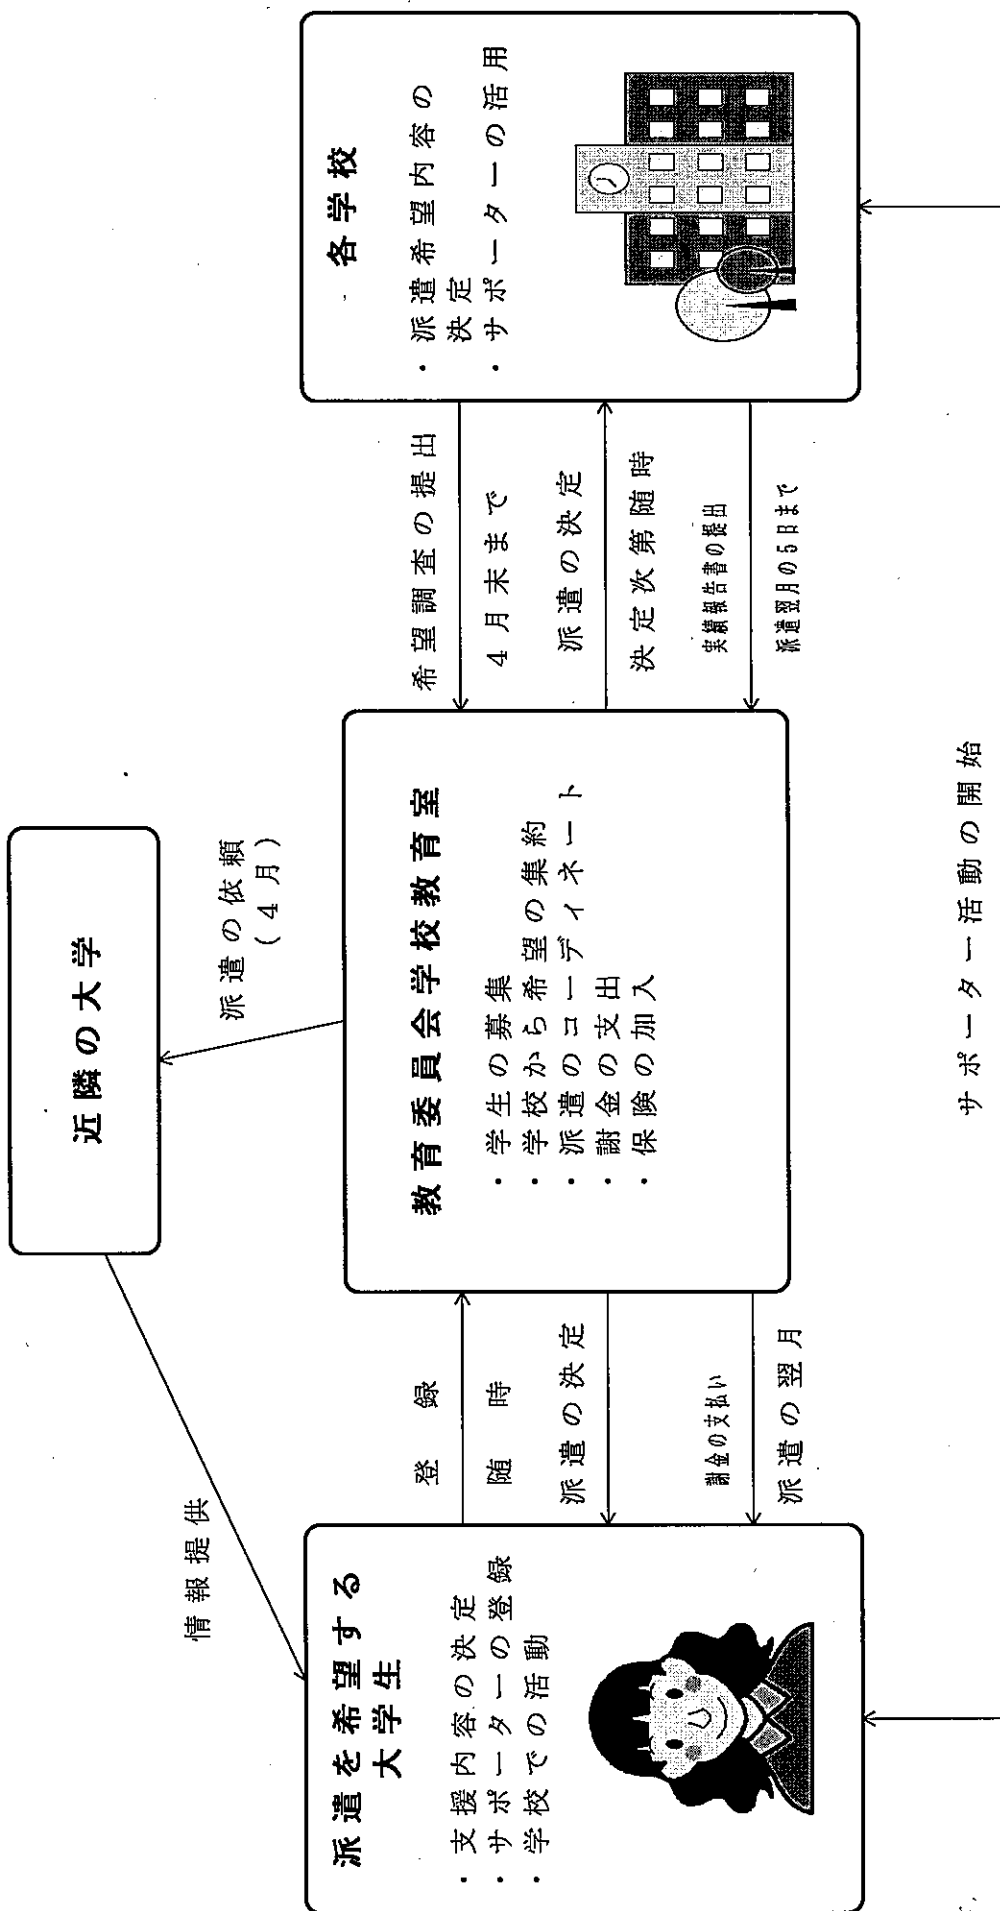 近隣の大学
情報提供
派遣の依頼
（４月）
派遣を希望する
大学生
・支援内容の決定
・サポーターの登録
・学校での活動
登　録
随　時
派遣の決定
謝金の支払い
派遣の翌月
教育委員会学校教育室
・学生の募集
・学校から希望の集約
・派遣のコーディネート
・謝金の支出
・保険の加入
希望調査の提出
４月末まで
派遣の決定
決定次第随時
実績報告書の提出
派遣翌月の５日まで
各学校
・派遣希望内容の
決定
・サポーターの活用
サポーター活動の開始